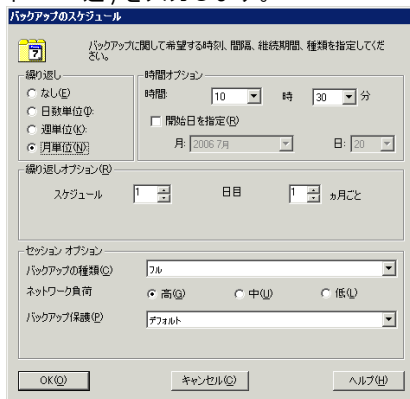 バックアップのスケジュール
7
バックアップに関して希望する時刻、間隔、継続期間、種類を指定してくだ
さい。
繰り返し
なし(E)
日数単位(I):
週単位(K):
月単位(N):
時間オプション
時間: 10 時 30 分
開始日を指定(R)
月: 2006 7月 日: 20
繰り返しオプション(R)
スケジュール 1 日目 1 ヵ月ごと
セッション オプション
バックアップの種類(C) フル
ネットワーク負荷 高(G) 中(U) 低(L)
バックアップ保護(P) デフォルト
OK(O) キャンセル(C) ヘルプ(H)